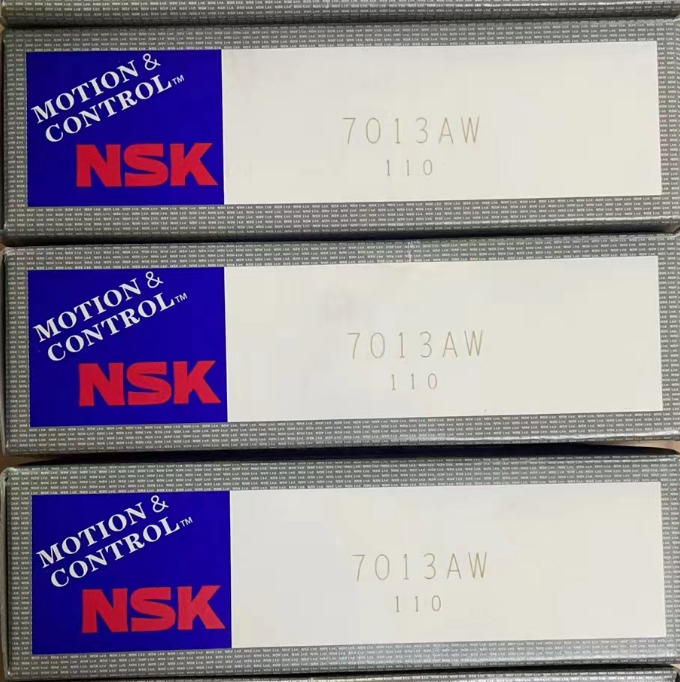 MOTION &
CONTROL™
NSK
7013AW
110
MOTION &
CONTROL™
NSK
7013AW
110
MOTION &
CONTROL™
NSK
7013AW
110